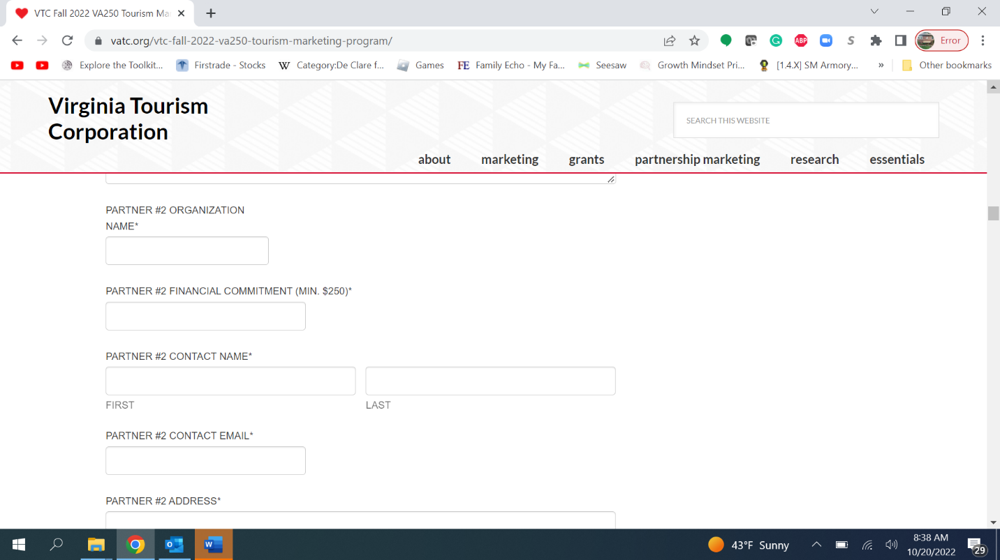 VTC Fall 2022 VA250 Tourism Ma
vatc.org/vtc-fall-2022-va250-tourism-marketing-program/
ABP
S
Error
Explore the Toolkit...
Firstrade - Stocks
W Category:De Clare f...
Games
FE Family Echo - My Fa...
Seesaw
Growth Mindset Pri...
[1.4.X] SM Armory...
»
Other bookmarks
Virginia Tourism
Corporation
SEARCH THIS WEBSITE
about marketing grants partnership marketing research essentials
PARTNER #2 ORGANIZATION
NAME*
PARTNER #2 FINANCIAL COMMITMENT (MIN. $250)*
PARTNER #2 CONTACT NAME*
FIRST LAST
PARTNER #2 CONTACT EMAIL*
PARTNER #2 ADDRESS*
43°F Sunny
8:38 AM
10/20/2022
29